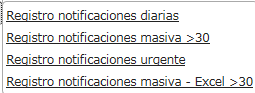 Registro notificaciones diarias
Registro notificaciones masiva >30
Registro notificaciones urgente
Registro notificaciones masiva - Excel >30